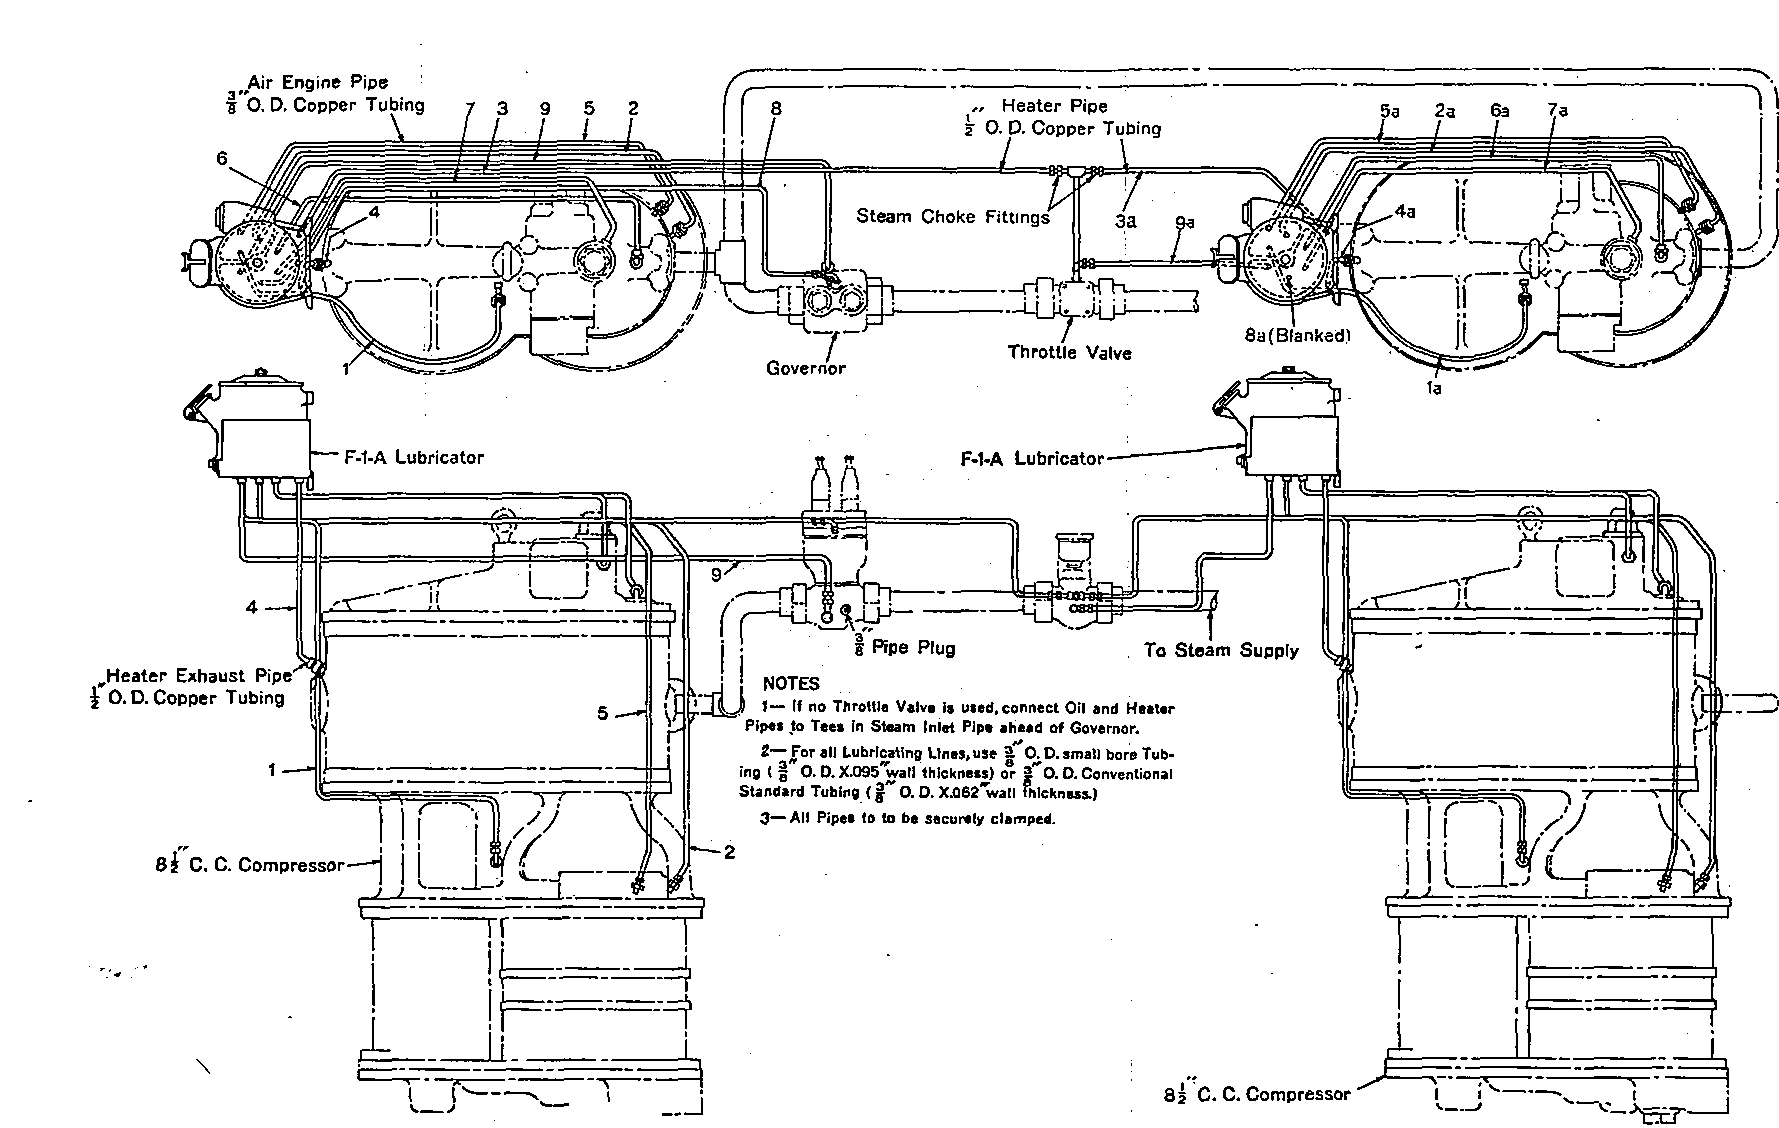 Air Engine Pipe
3/8" O. D. Copper Tubing
7 3 9 5 2 8
Heater Pipe
1/2" O. D. Copper Tubing
5a 2a 6a 7a
6
4
Steam Choke Fittings
3a
9a
4a
1
Governor
Throttle Valve
8a (Blanked)
1a
F-1-A Lubricator
F-1-A Lubricator
9
4
3/8" Pipe Plug
To Steam Supply
Heater Exhaust Pipe
1/2" O. D. Copper Tubing
5
1
NOTES
1— If no Throttle Valve is used, connect Oil and Heater
Pipes to Tees in Steam Inlet Pipe ahead of Governor.
2— For all Lubricating Lines, use 3/8" O. D. small bore Tub-
ing ( 3/8" O. D. X.095" wall thickness) or 3/8" O. D. Conventional
Standard Tubing ( 3/8" O. D. X.062" wall thickness.)
3— All Pipes to to be securely clamped.
8 1/2" C. C. Compressor
2
8 1/2" C. C. Compressor